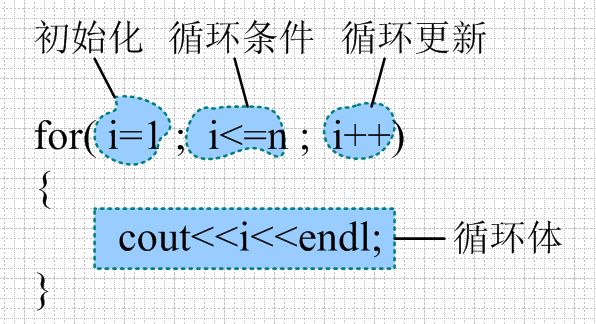 初始化 循环条件 循环更新
for( i=1 ; i<=n ; i++)
{
cout<<i<<endl; 循环体
}